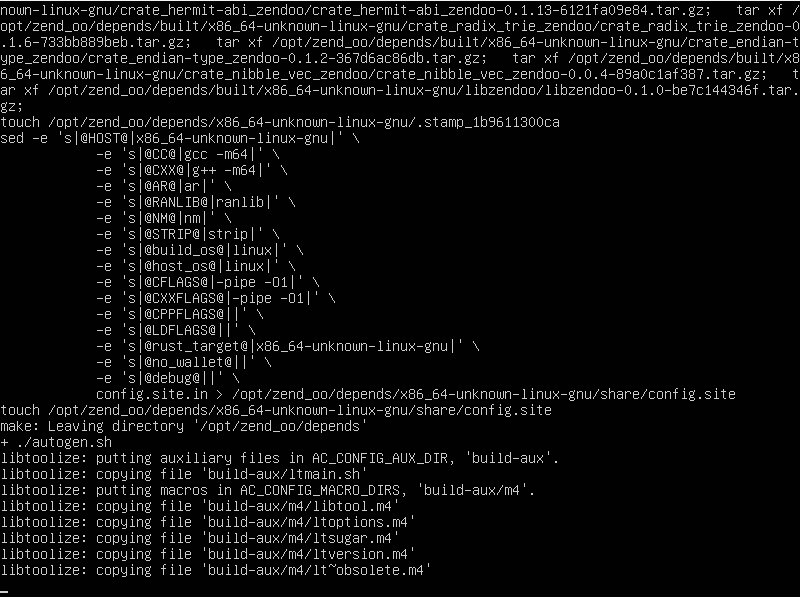 nown-linux-gnu/crate_hermit-abi_zendoo/crate_hermit-abi_zendoo-0.1.13-6121fa09e84.tar.gz;   tar xf /
opt/zend_oo/depends/built/x86_64-unknown-linux-gnu/crate_radix_trie_zendoo/crate_radix_trie_zendoo-0
.1.6-733bb889beb.tar.gz;   tar xf /opt/zend_oo/depends/built/x86_64-unknown-linux-gnu/crate_endian-t
ype_zendoo/crate_endian-type_zendoo-0.1.2-367d6ac86db.tar.gz;   tar xf /opt/zend_oo/depends/built/x8
6_64-unknown-linux-gnu/crate_nibble_vec_zendoo/crate_nibble_vec_zendoo-0.0.4-89a0c1af387.tar.gz;   t
ar xf /opt/zend_oo/depends/built/x86_64-unknown-linux-gnu/libzendoo/libzendoo-0.1.0-be7c144346f.tar.
gz;
touch /opt/zend_oo/depends/x86_64-unknown-linux-gnu/.stamp_1b9611300ca
sed -e 's|@HOST@|x86_64-unknown-linux-gnu|' \
            -e 's|@CC@|gcc -m64|' \
            -e 's|@CXX@|g++ -m64|' \
            -e 's|@AR@|ar|' \
            -e 's|@RANLIB@|ranlib|' \
            -e 's|@NM@|nm|' \
            -e 's|@STRIP@|strip|' \
            -e 's|@build_os@|linux|' \
            -e 's|@host_os@|linux|' \
            -e 's|@CFLAGS@|-pipe -O1|' \
            -e 's|@CXXFLAGS@|-pipe -O1|' \
            -e 's|@CPPFLAGS@||' \
            -e 's|@LDFLAGS@||' \
            -e 's|@rust_target@|x86_64-unknown-linux-gnu|' \
            -e 's|@no_wallet@||' \
            -e 's|@debug@||' \
            config.site.in > /opt/zend_oo/depends/x86_64-unknown-linux-gnu/share/config.site
touch /opt/zend_oo/depends/x86_64-unknown-linux-gnu/share/config.site
make: Leaving directory '/opt/zend_oo/depends'
+ ./autogen.sh
libtoolize: putting auxiliary files in AC_CONFIG_AUX_DIR, 'build-aux'.
libtoolize: copying file 'build-aux/ltmain.sh'
libtoolize: putting macros in AC_CONFIG_MACRO_DIRS, 'build-aux/m4'.
libtoolize: copying file 'build-aux/m4/libtool.m4'
libtoolize: copying file 'build-aux/m4/ltoptions.m4'
libtoolize: copying file 'build-aux/m4/ltsugar.m4'
libtoolize: copying file 'build-aux/m4/ltversion.m4'
libtoolize: copying file 'build-aux/m4/lt~obsolete.m4'